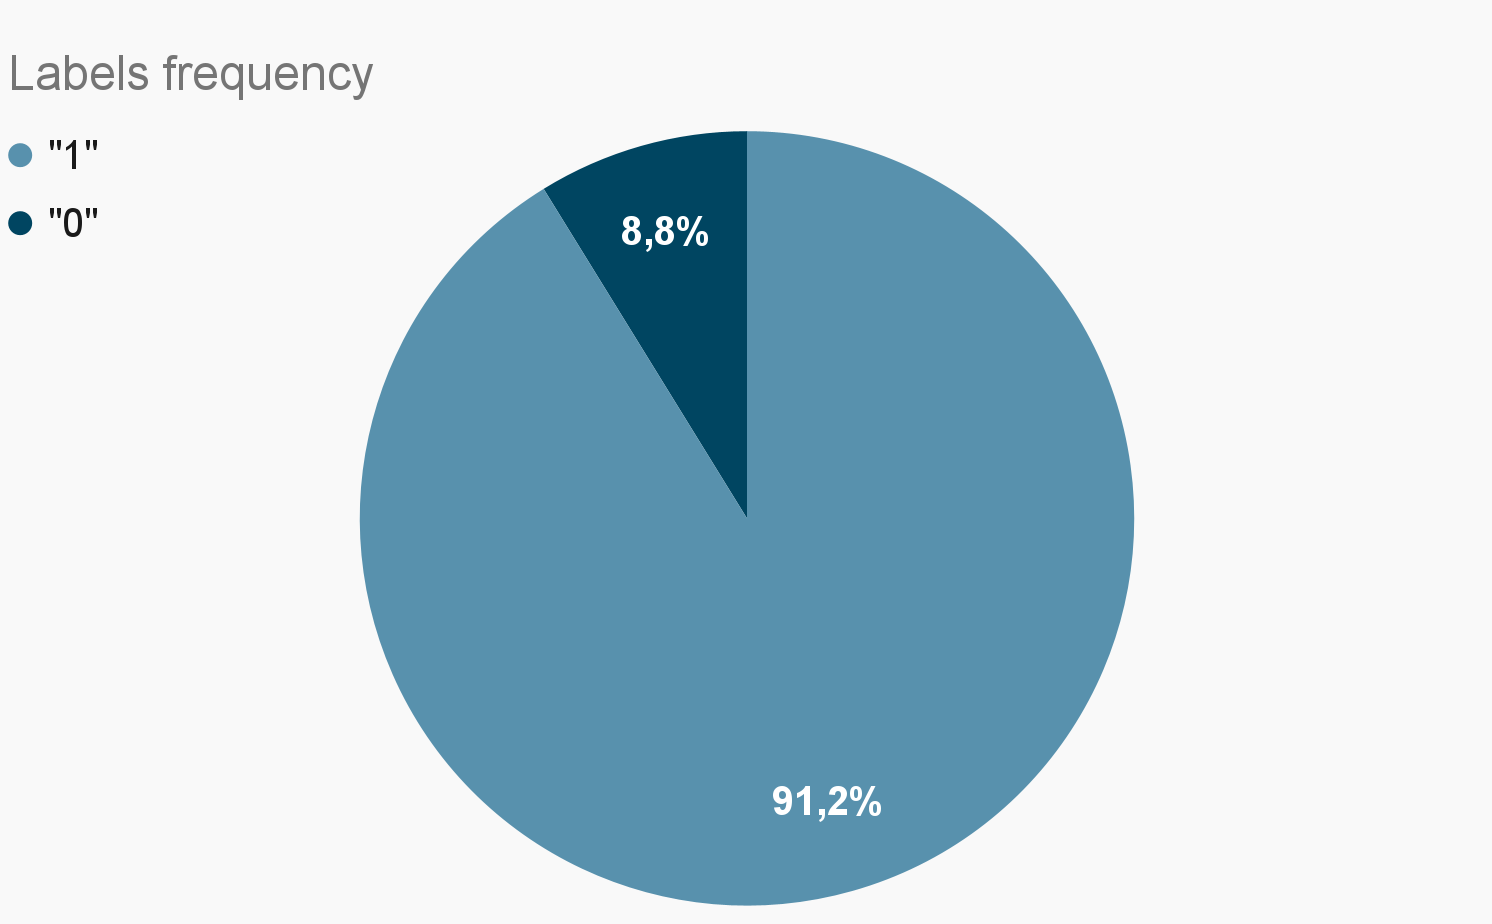 Labels frequency
"1"
"0"
8,8%
91,2%